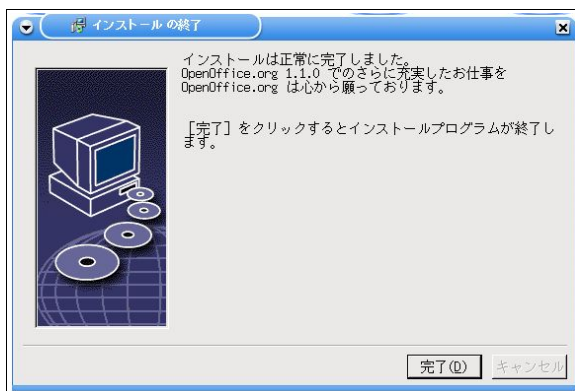 インストール の終了
インストールは正常に完了しました。
OpenOffice.org 1.1.0 でのさらに充実したお仕事を
OpenOffice.org は心から願っております。
［完了］をクリックするとインストールプログラムが終了し
ます。
完了(D)
キャンセル